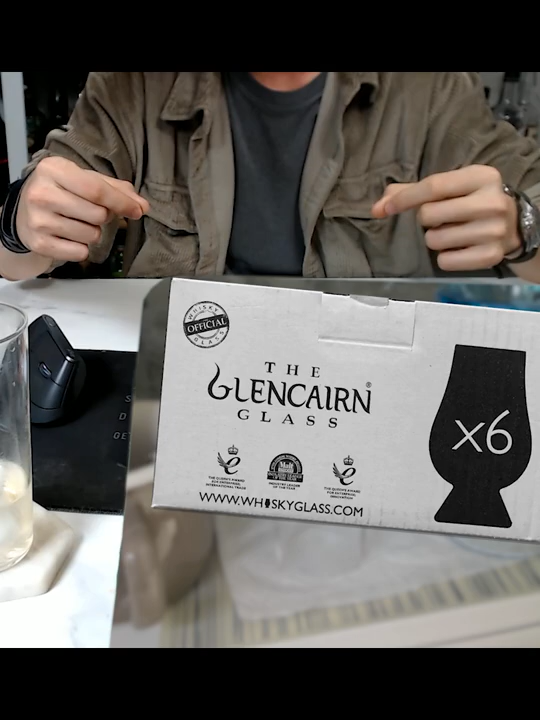 WHISKY
OFFICIAL
GLASS
THE
GLENCAIRN®
GLASS
x6
THE QUEEN'S AWARD
FOR ENTERPRISE:
INTERNATIONAL TRADE
Malt
THE QUEEN'S AWARD
FOR ENTERPRISE:
INNOVATION
WWW.WHISKYGLASS.COM